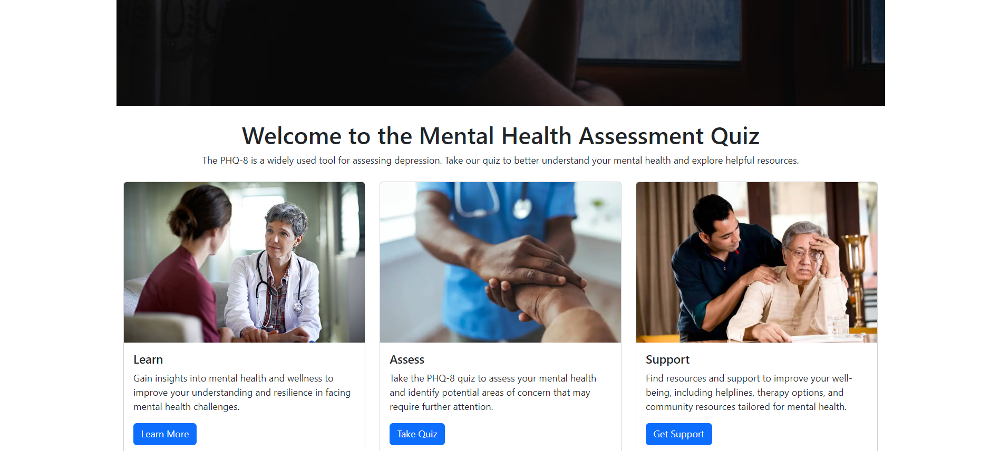 Welcome to the Mental Health Assessment Quiz
The PHQ-8 is a widely used tool for assessing depression. Take our quiz to better understand your mental health and explore helpful resources.
Learn
Gain insights into mental health and wellness to
improve your understanding and resilience in facing
mental health challenges.
Learn More
Assess
Take the PHQ-8 quiz to assess your mental health
and identify potential areas of concern that may
require further attention.
Take Quiz
Support
Find resources and support to improve your well-
being, including helplines, therapy options, and
community resources tailored for mental health.
Get Support